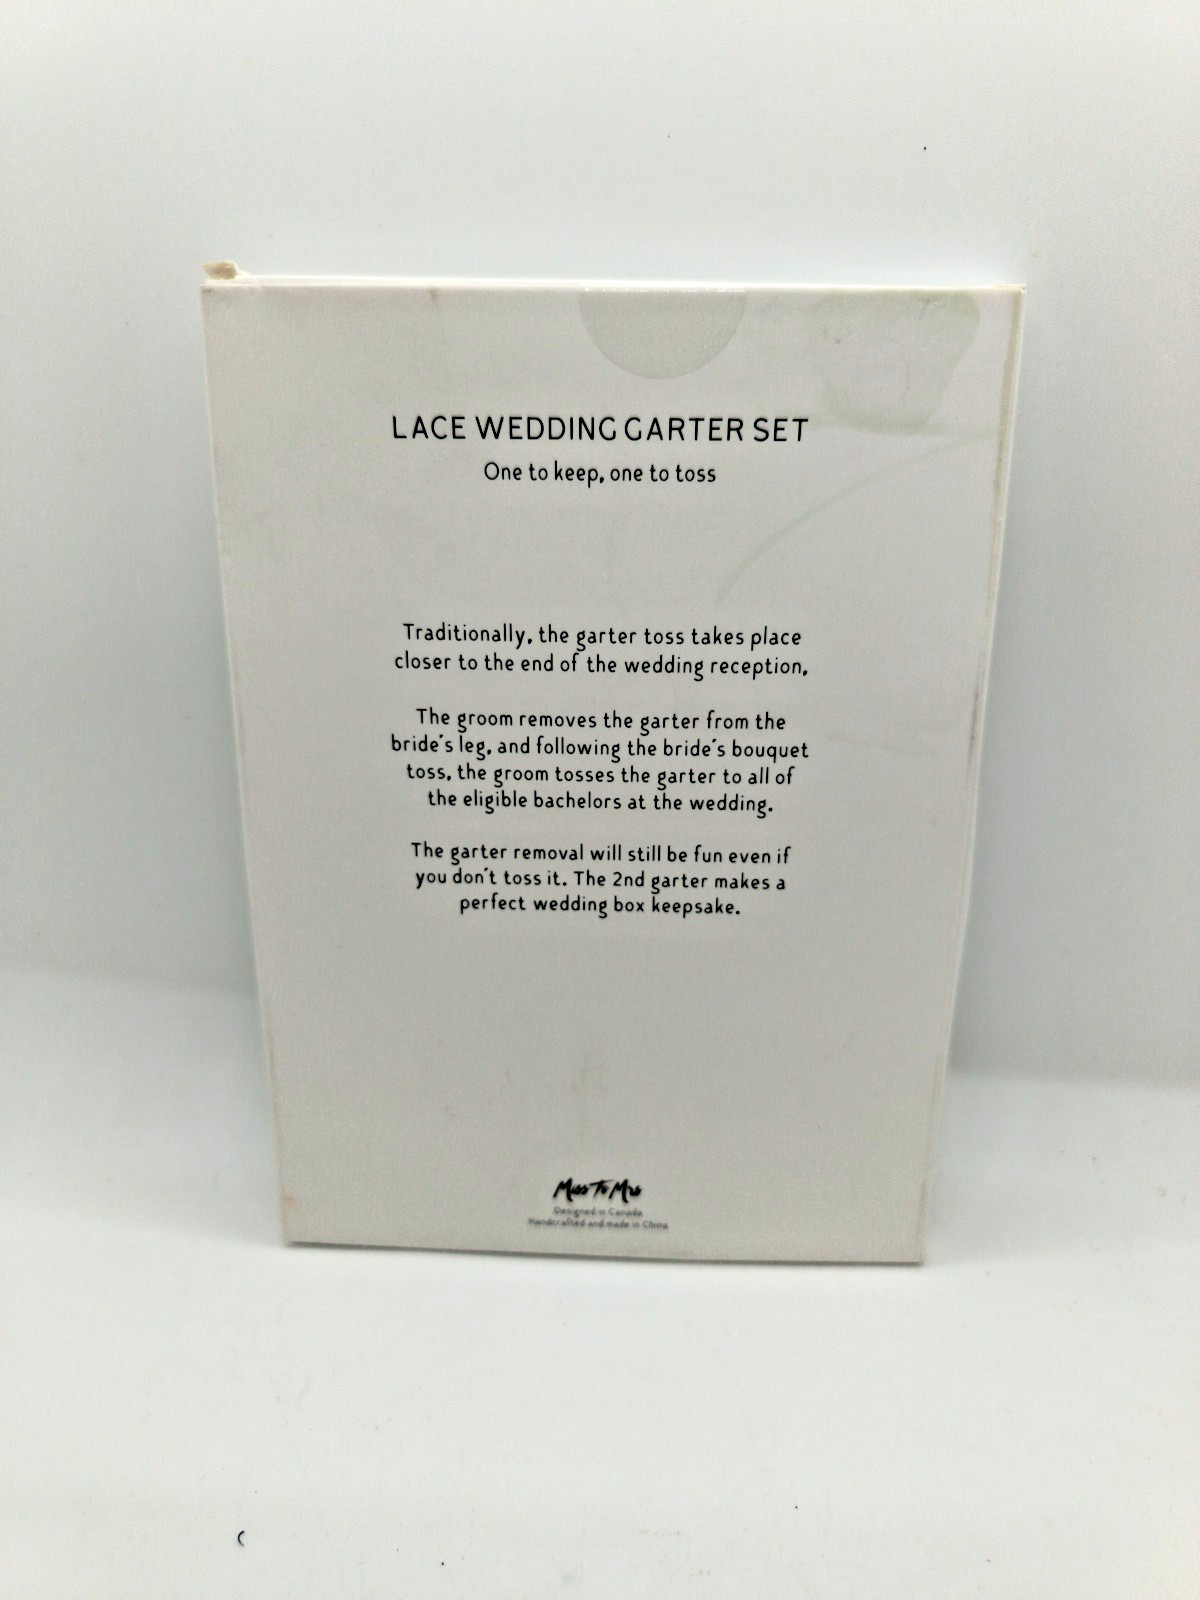 LACE WEDDING GARTER SET
One to keep, one to toss
Traditionally, the garter toss takes place
closer to the end of the wedding reception,
The groom removes the garter from the
bride's leg, and following the bride's bouquet
toss, the groom tosses the garter to all of
the eligible bachelors at the wedding.
The garter removal will still be fun even if
you don't toss it. The 2nd garter makes a
perfect wedding box keepsake.
Miss To Mrs
Designed in Canada
Handcrafted and made in China